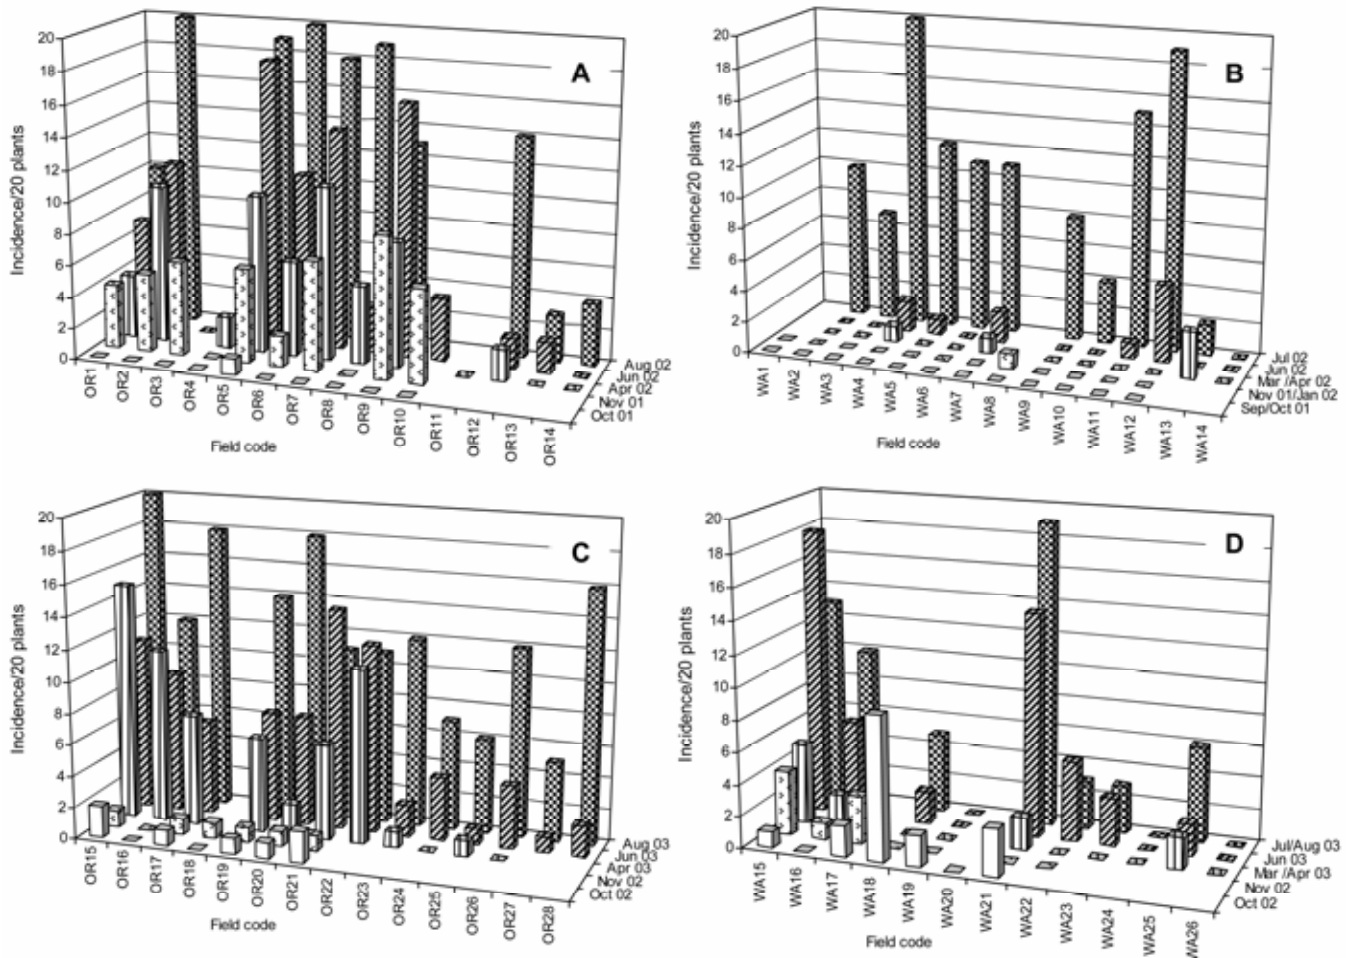 A
20
18
16
14
12
10
8
6
4
2
0
Incidence/20 plants
OR1
OR2
OR3
OR4
OR5
OR6
OR7
OR8
OR9
OR10
OR11
OR12
OR13
OR14
Field code
Aug 02
Jun 02
Apr 02
Nov 01
Oct 01
B
20
18
16
14
12
10
8
6
4
2
0
Incidence/20 plants
WA1
WA2
WA3
WA4
WA5
WA6
WA7
WA8
WA9
WA10
WA11
WA12
WA13
WA14
Field code
Jul 02
Jun 02
Mar /Apr 02
Nov 01/Jan 02
Sep/Oct 01
C
20
18
16
14
12
10
8
6
4
2
0
Incidence/20 plants
OR15
OR16
OR17
OR18
OR19
OR20
OR21
OR22
OR23
OR24
OR25
OR26
OR27
OR28
Field code
Aug 03
Jun 03
Apr 03
Nov 02
Oct 02
D
20
18
16
14
12
10
8
6
4
2
0
Incidence/20 plants
WA15
WA16
WA17
WA18
WA19
WA20
WA21
WA22
WA23
WA24
WA25
WA26
Field code
Jul/Aug 03
Jun 03
Mar /Apr 03
Nov 02
Oct 02